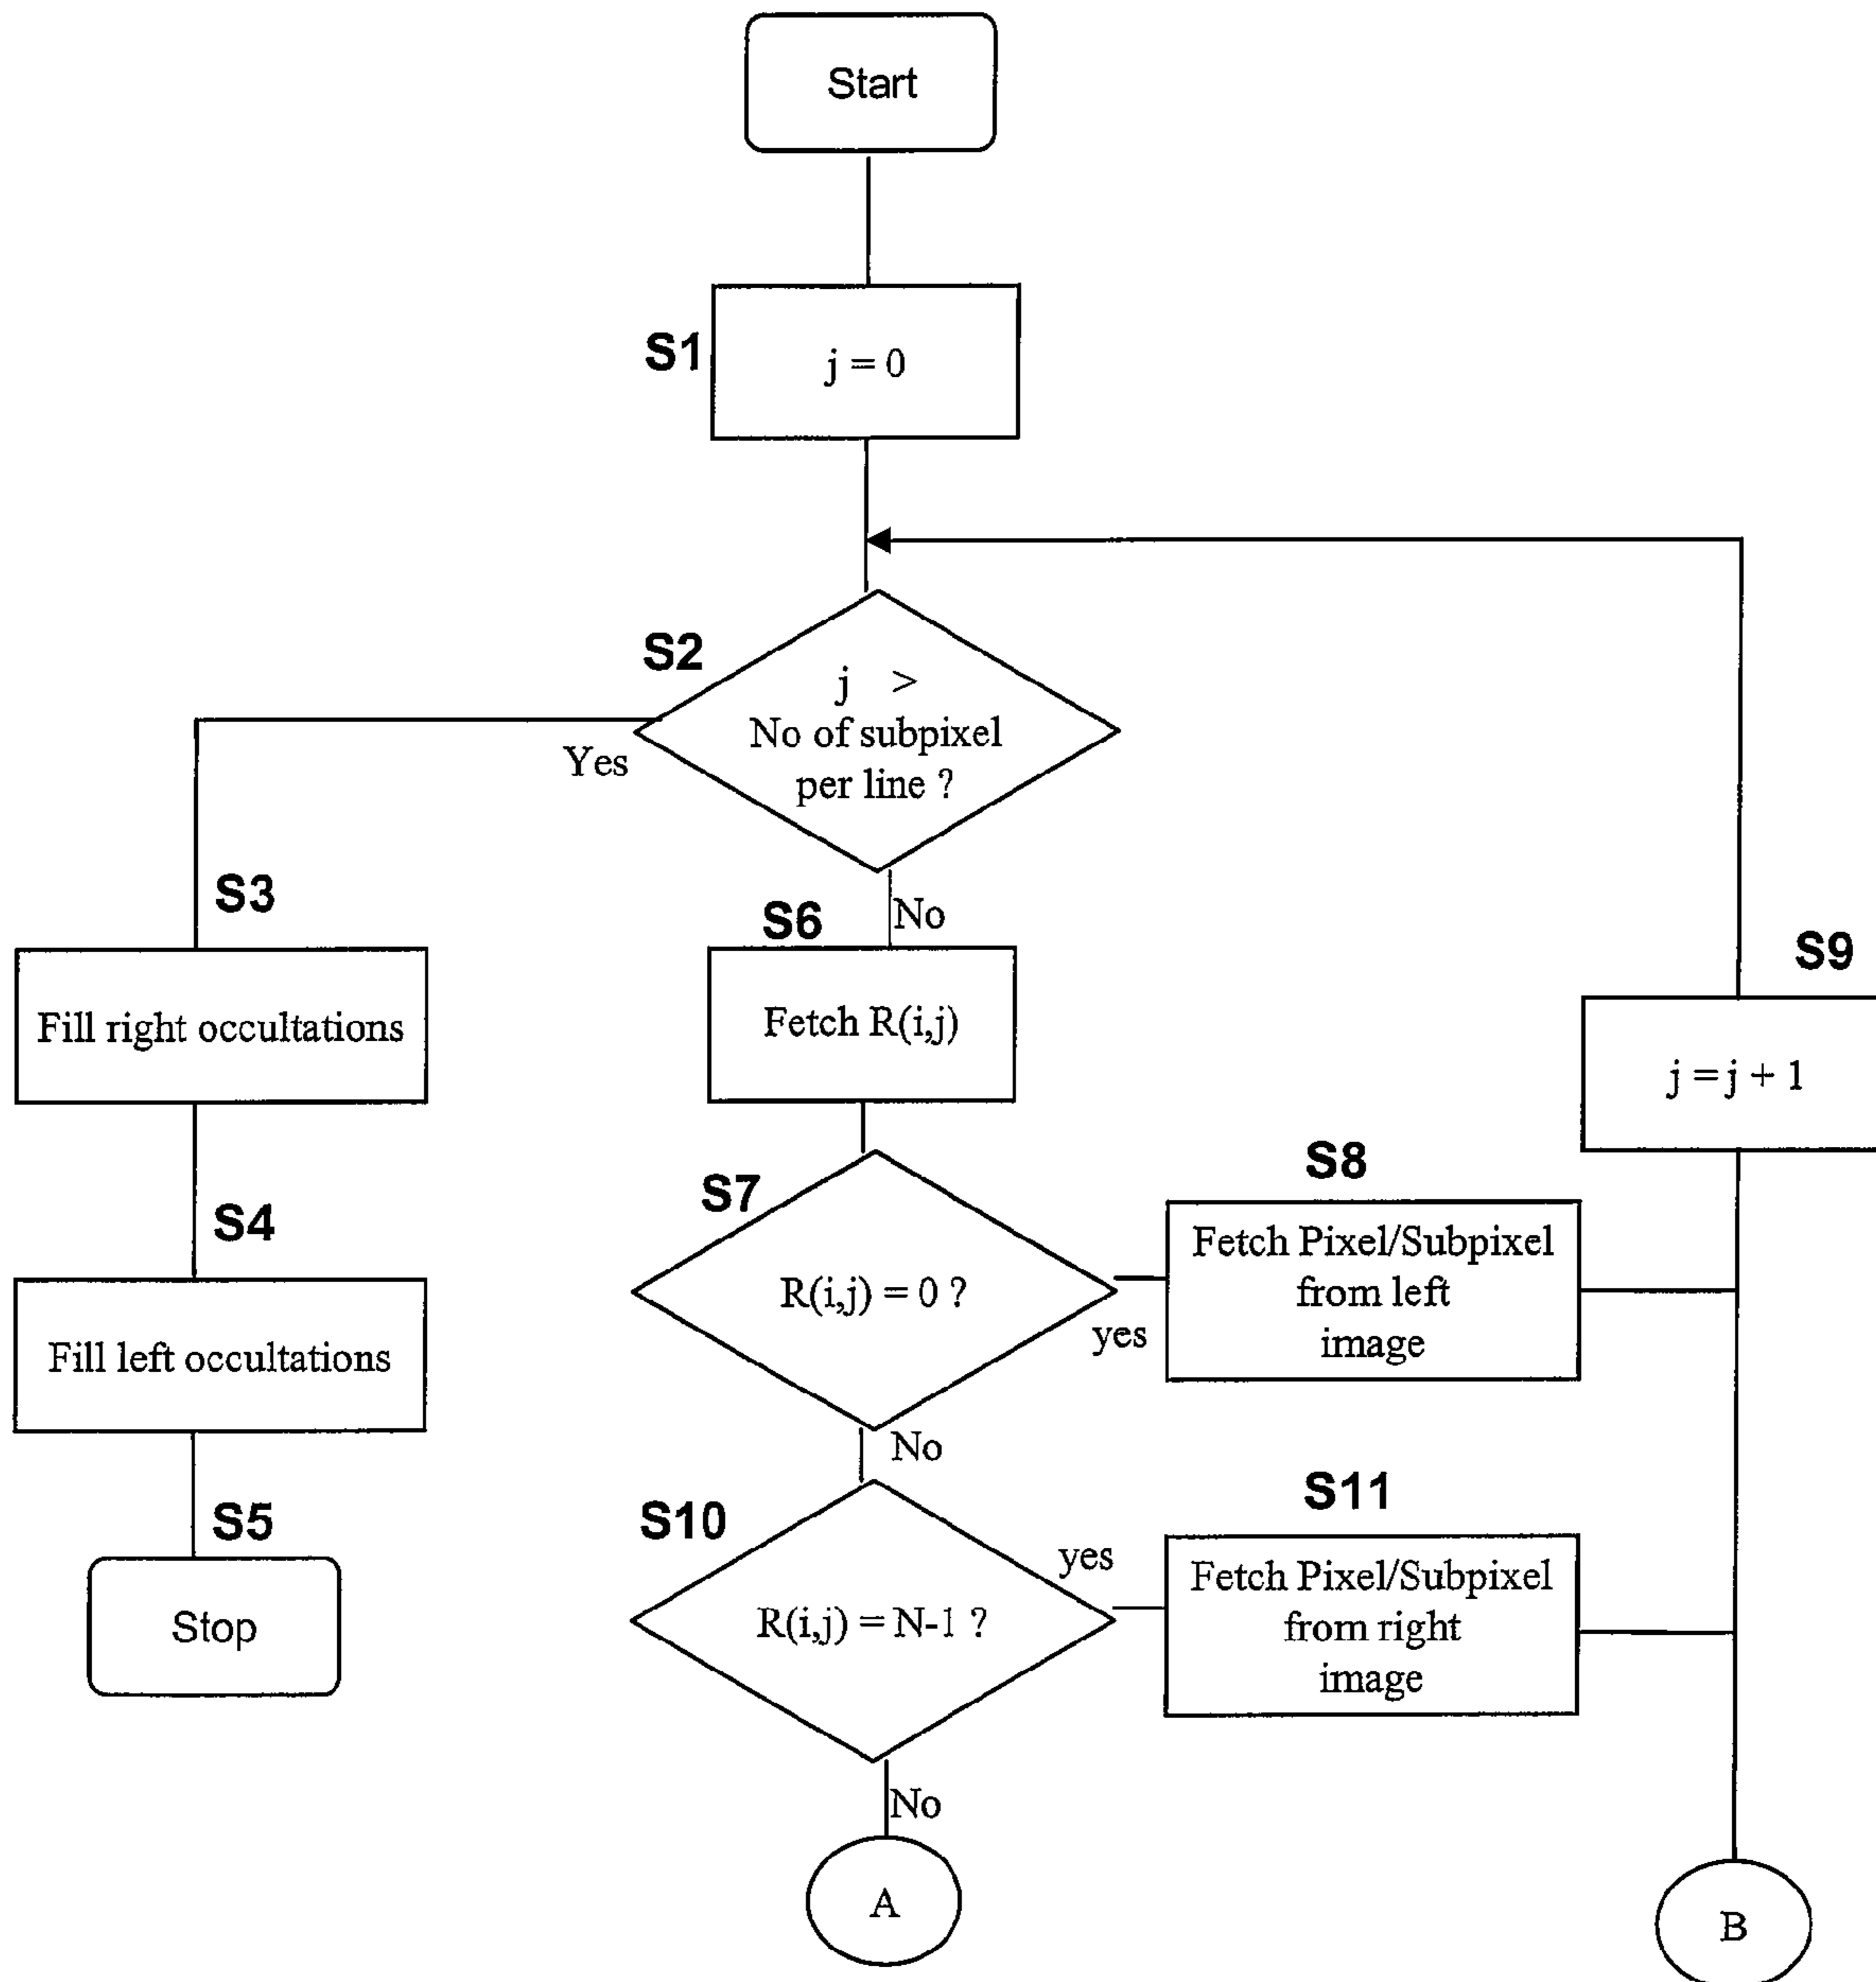 Start
S1
j = 0
S2
j >
No of subpixel
per line ?
Yes
No
S3
Fill right occultations
S4
Fill left occultations
S5
Stop
S6
Fetch R(i,j)
S7
R(i,j) = 0 ?
yes
No
S8
Fetch Pixel/Subpixel
from left
image
S9
j = j + 1
S10
R(i,j) = N-1 ?
yes
No
S11
Fetch Pixel/Subpixel
from right
image
A
B